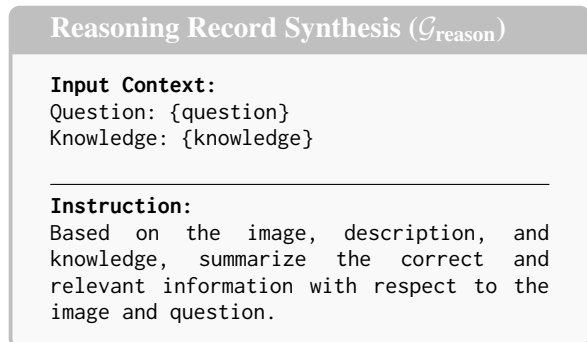 Reasoning Record Synthesis (𝒢reason)
Input Context:
Question: {question}
Knowledge: {knowledge}
Instruction:
Based on the image, description, and
knowledge, summarize the correct and
relevant information with respect to the
image and question.